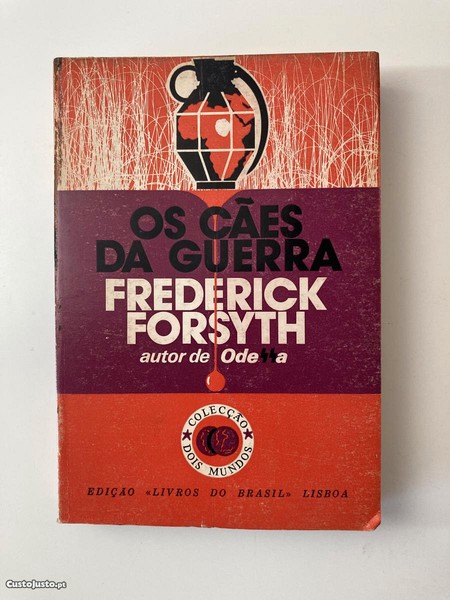 OS CÃES
DA GUERRA
FREDERICK
FORSYTH
autor de Odessa
COLECÇÃO
DOIS MUNDOS
EDIÇÃO «LIVROS DO BRASIL» LISBOA
CustoJusto.pt